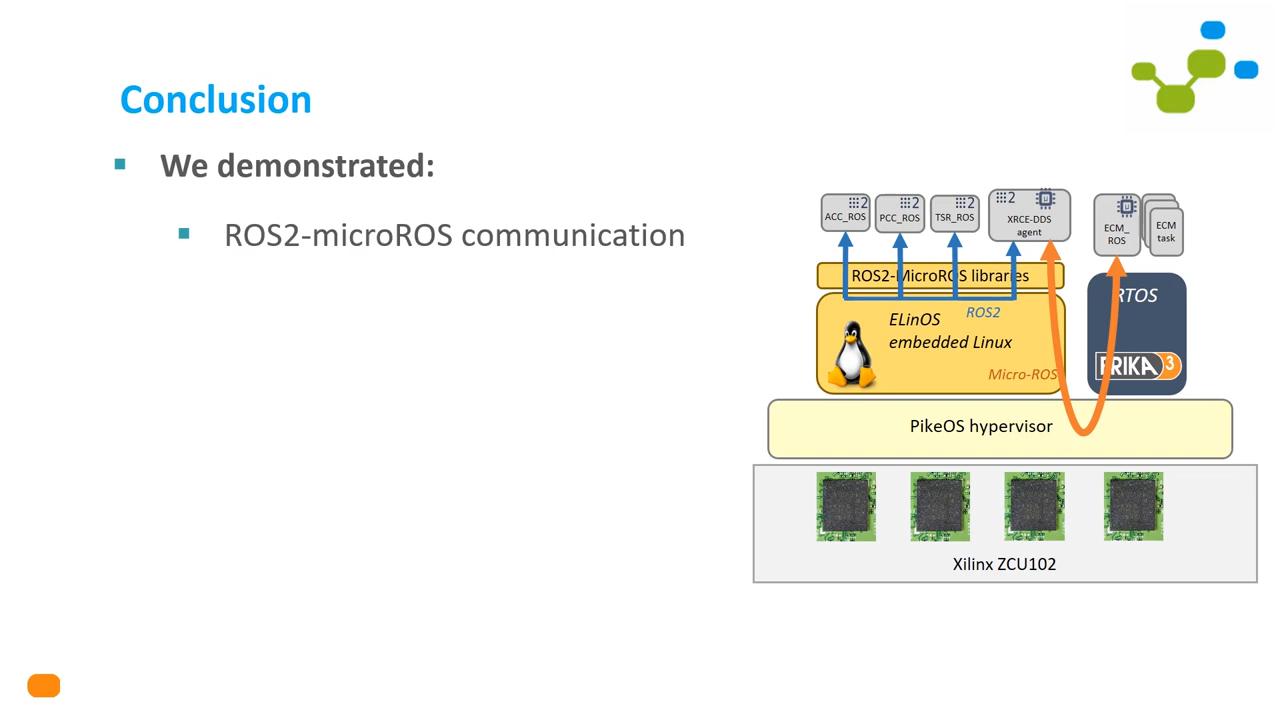 Conclusion
We demonstrated:
ROS2-microROS communication
2
ACC_ROS
2
PCC_ROS
2
TSR_ROS
2
XRCE-DDS
agent
ECM_
ROS
ECM
task
ROS2-MicroROS libraries
ROS2
ELinOS
embedded Linux
Micro-ROS
RTOS
ERIKA3
PikeOS hypervisor
Xilinx ZCU102